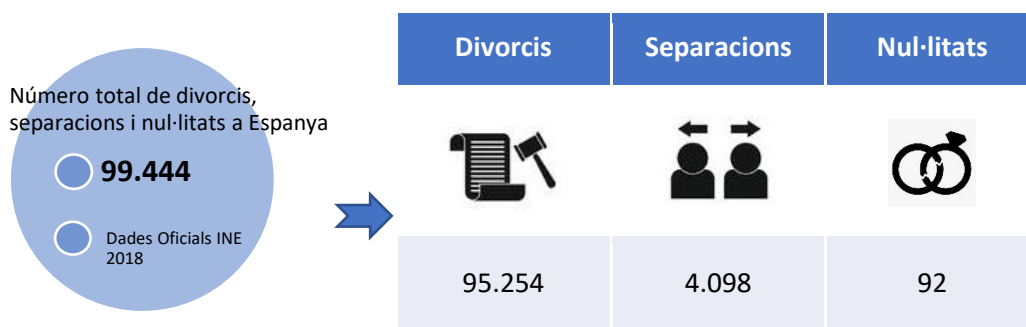 Número total de divorcis,
separacions i nul·litats a Espanya
99.444
Dades Oficials INE
2018
Divorcis Separacions Nul·litats
95.254 4.098 92